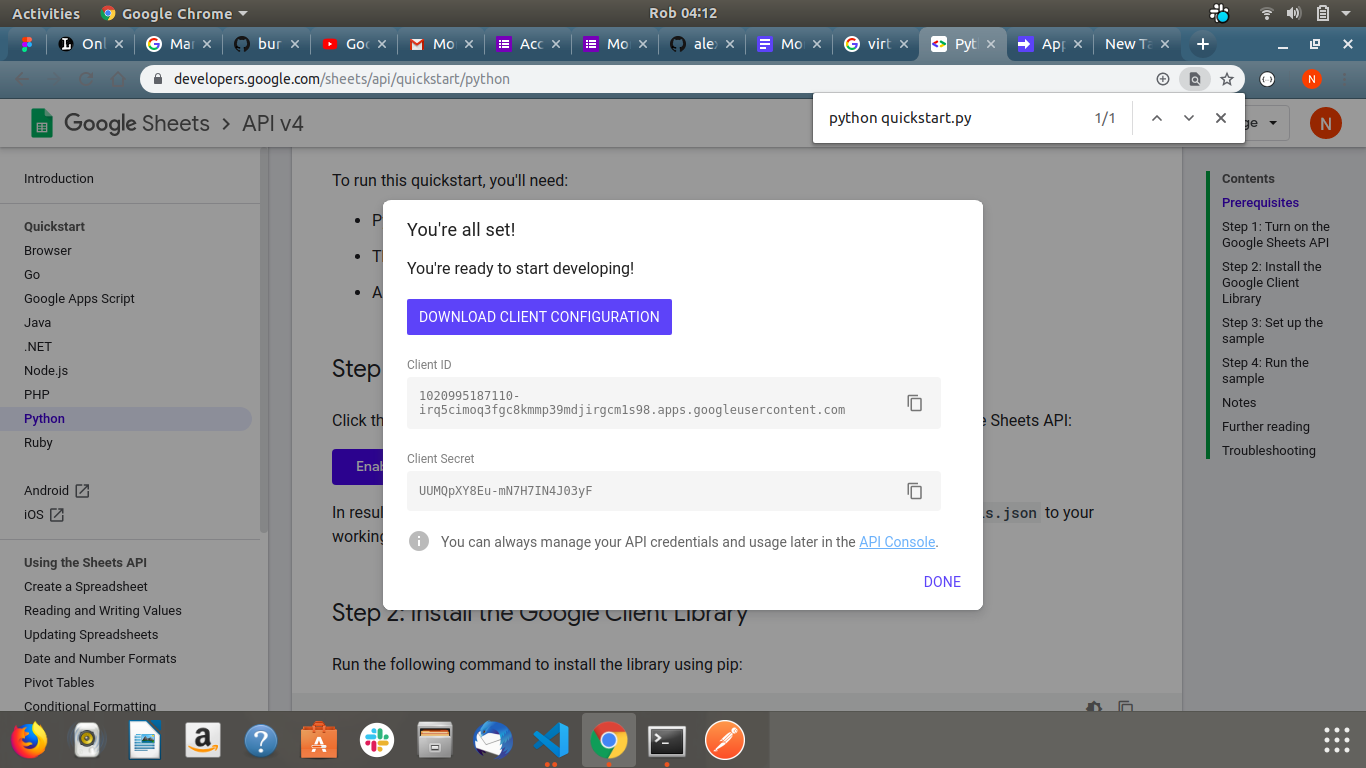 Activities
Google Chrome
Rob 04:12
Onl
Mar
bur
Goo
Mo
Acc
Mo
ale
Mo
virt
Pyt
App
New Ta
developers.google.com/sheets/api/quickstart/python
N
python quickstart.py
1/1
Google Sheets
API v4
ge
N
Introduction
Quickstart
Browser
Go
Google Apps Script
Java
.NET
Node.js
PHP
Python
Ruby
Android
iOS
Using the Sheets API
Create a Spreadsheet
Reading and Writing Values
Updating Spreadsheets
Date and Number Formats
Pivot Tables
Conditional Formatting
To run this quickstart, you'll need:
P
A
Step
Click th
e Sheets API:
Enab
In resul
s.json to your
working
Step 2: Install the Google Client Library
Run the following command to install the library using pip:
You're all set!
You're ready to start developing!
DOWNLOAD CLIENT CONFIGURATION
Client ID
1020995187110-
irq5cimoq3fgc8kmmp39mdjirgcm1s98.apps.googleusercontent.com
Client Secret
UUMQpXY8Eu-mN7H7IN4J03yF
You can always manage your API credentials and usage later in the API Console.
DONE
Contents
Prerequisites
Step 1: Turn on the
Google Sheets API
Step 2: Install the
Google Client
Library
Step 3: Set up the
sample
Step 4: Run the
sample
Notes
Further reading
Troubleshooting